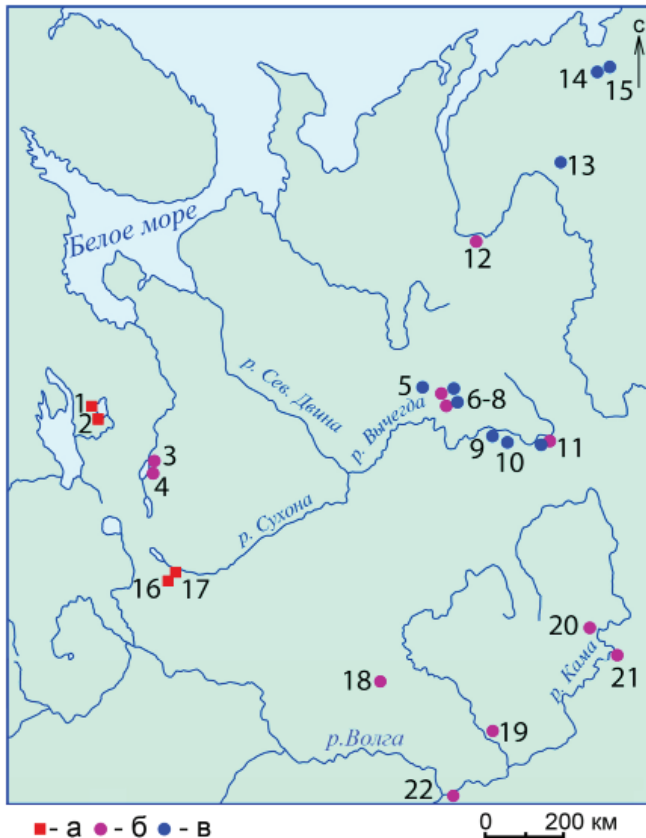 с
14
15
13
Белое море
12
р. Сев. Двина
1
2
5
6-8
р. Вычегда
3
4
9
10
11
р. Сухона
16
17
20
21
р. Кама
18
19
р.Волга
22
- а - б - в
0 200 км